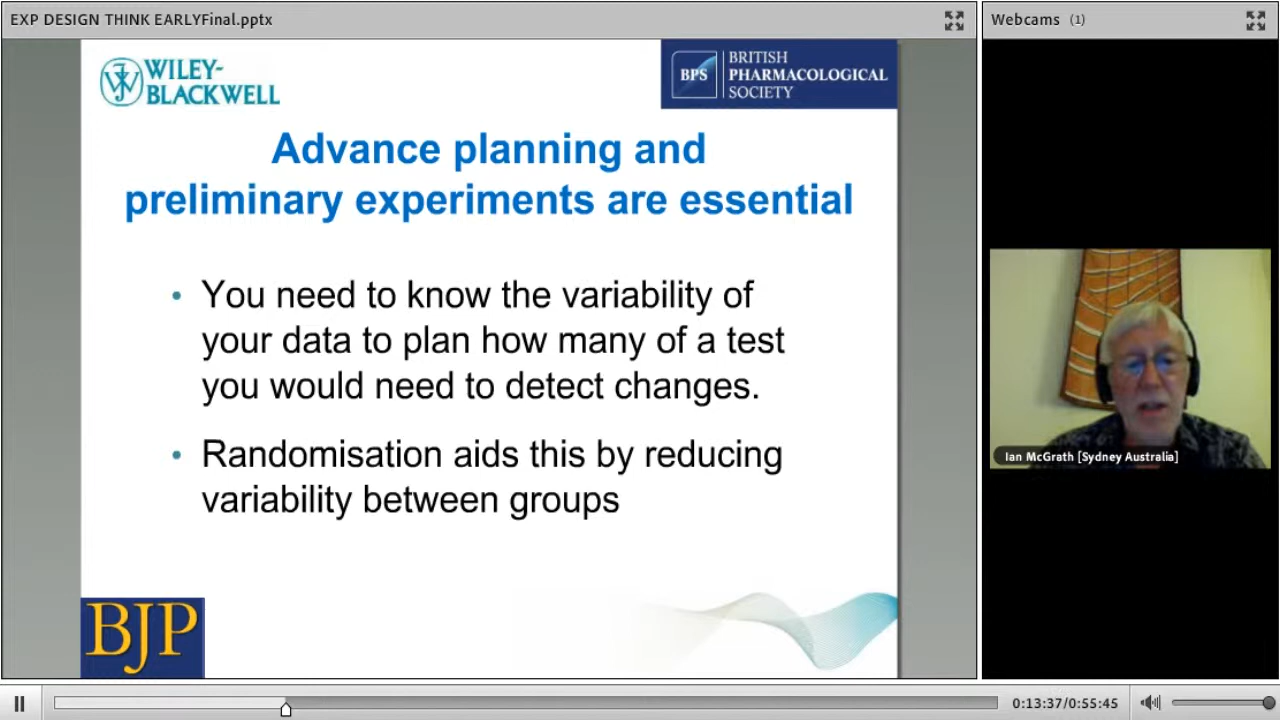 EXP DESIGN THINK EARLYFinal.pptx
Webcams (1)
WILEY-
BLACKWELL
BPS
BRITISH
PHARMACOLOGICAL
SOCIETY
Advance planning and
preliminary experiments are essential
• You need to know the variability of
your data to plan how many of a test
you would need to detect changes.
• Randomisation aids this by reducing
variability between groups
Ian McGrath [Sydney Australia]
BJP
0:13:37/0:55:45